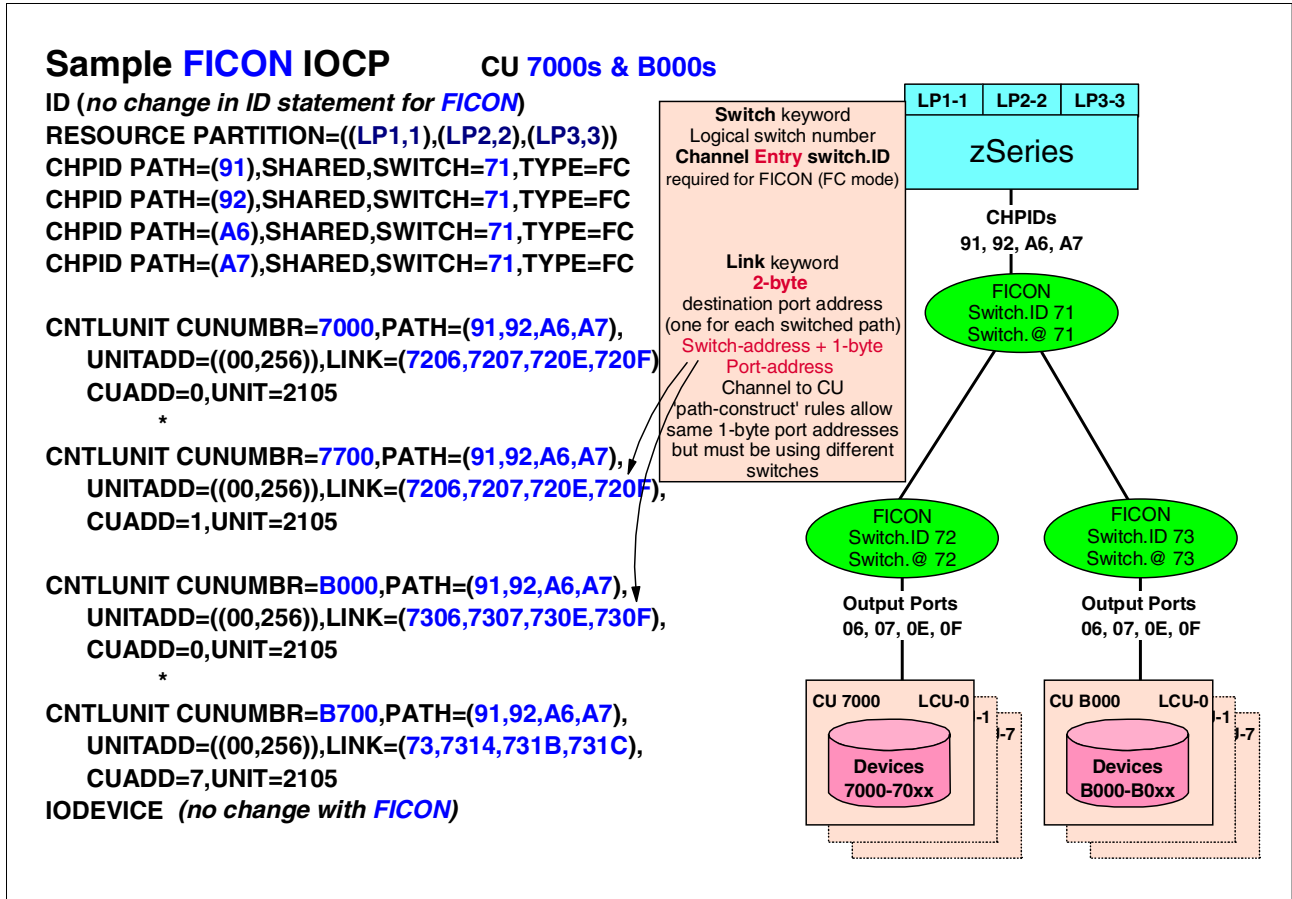 Sample FICON IOCP CU 7000s & B000s
ID (no change in ID statement for FICON)
RESOURCE PARTITION=((LP1,1),(LP2,2),(LP3,3))
CHPID PATH=(91),SHARED,SWITCH=71,TYPE=FC
CHPID PATH=(92),SHARED,SWITCH=71,TYPE=FC
CHPID PATH=(A6),SHARED,SWITCH=71,TYPE=FC
CHPID PATH=(A7),SHARED,SWITCH=71,TYPE=FC
CNTLUNIT CUNUMBR=7000,PATH=(91,92,A6,A7),
UNITADD=((00,256)),LINK=(7206,7207,720E,720F)
CUADD=0,UNIT=2105
*
CNTLUNIT CUNUMBR=7700,PATH=(91,92,A6,A7),
UNITADD=((00,256)),LINK=(7206,7207,720E,720F),
CUADD=1,UNIT=2105
CNTLUNIT CUNUMBR=B000,PATH=(91,92,A6,A7),
UNITADD=((00,256)),LINK=(7306,7307,730E,730F),
CUADD=0,UNIT=2105
*
CNTLUNIT CUNUMBR=B700,PATH=(91,92,A6,A7),
UNITADD=((00,256)),LINK=(73,7314,731B,731C),
CUADD=7,UNIT=2105
IODEVICE (no change with FICON)
Switch keyword
Logical switch number
Channel Entry switch.ID
required for FICON (FC mode)
Link keyword
2-byte
destination port address
(one for each switched path)
Switch-address + 1-byte
Port-address
Channel to CU
'path-construct' rules allow
same 1-byte port addresses
but must be using different
switches
LP1-1 LP2-2 LP3-3
zSeries
CHPIDs
91, 92, A6, A7
FICON
Switch.ID 71
Switch.@ 71
FICON
Switch.ID 72
Switch.@ 72
FICON
Switch.ID 73
Switch.@ 73
Output Ports
06, 07, 0E, 0F
Output Ports
06, 07, 0E, 0F
CU 7000 LCU-0
-1
-7
Devices
7000-70xx
CU B000 LCU-0
-1
-7
Devices
B000-B0xx